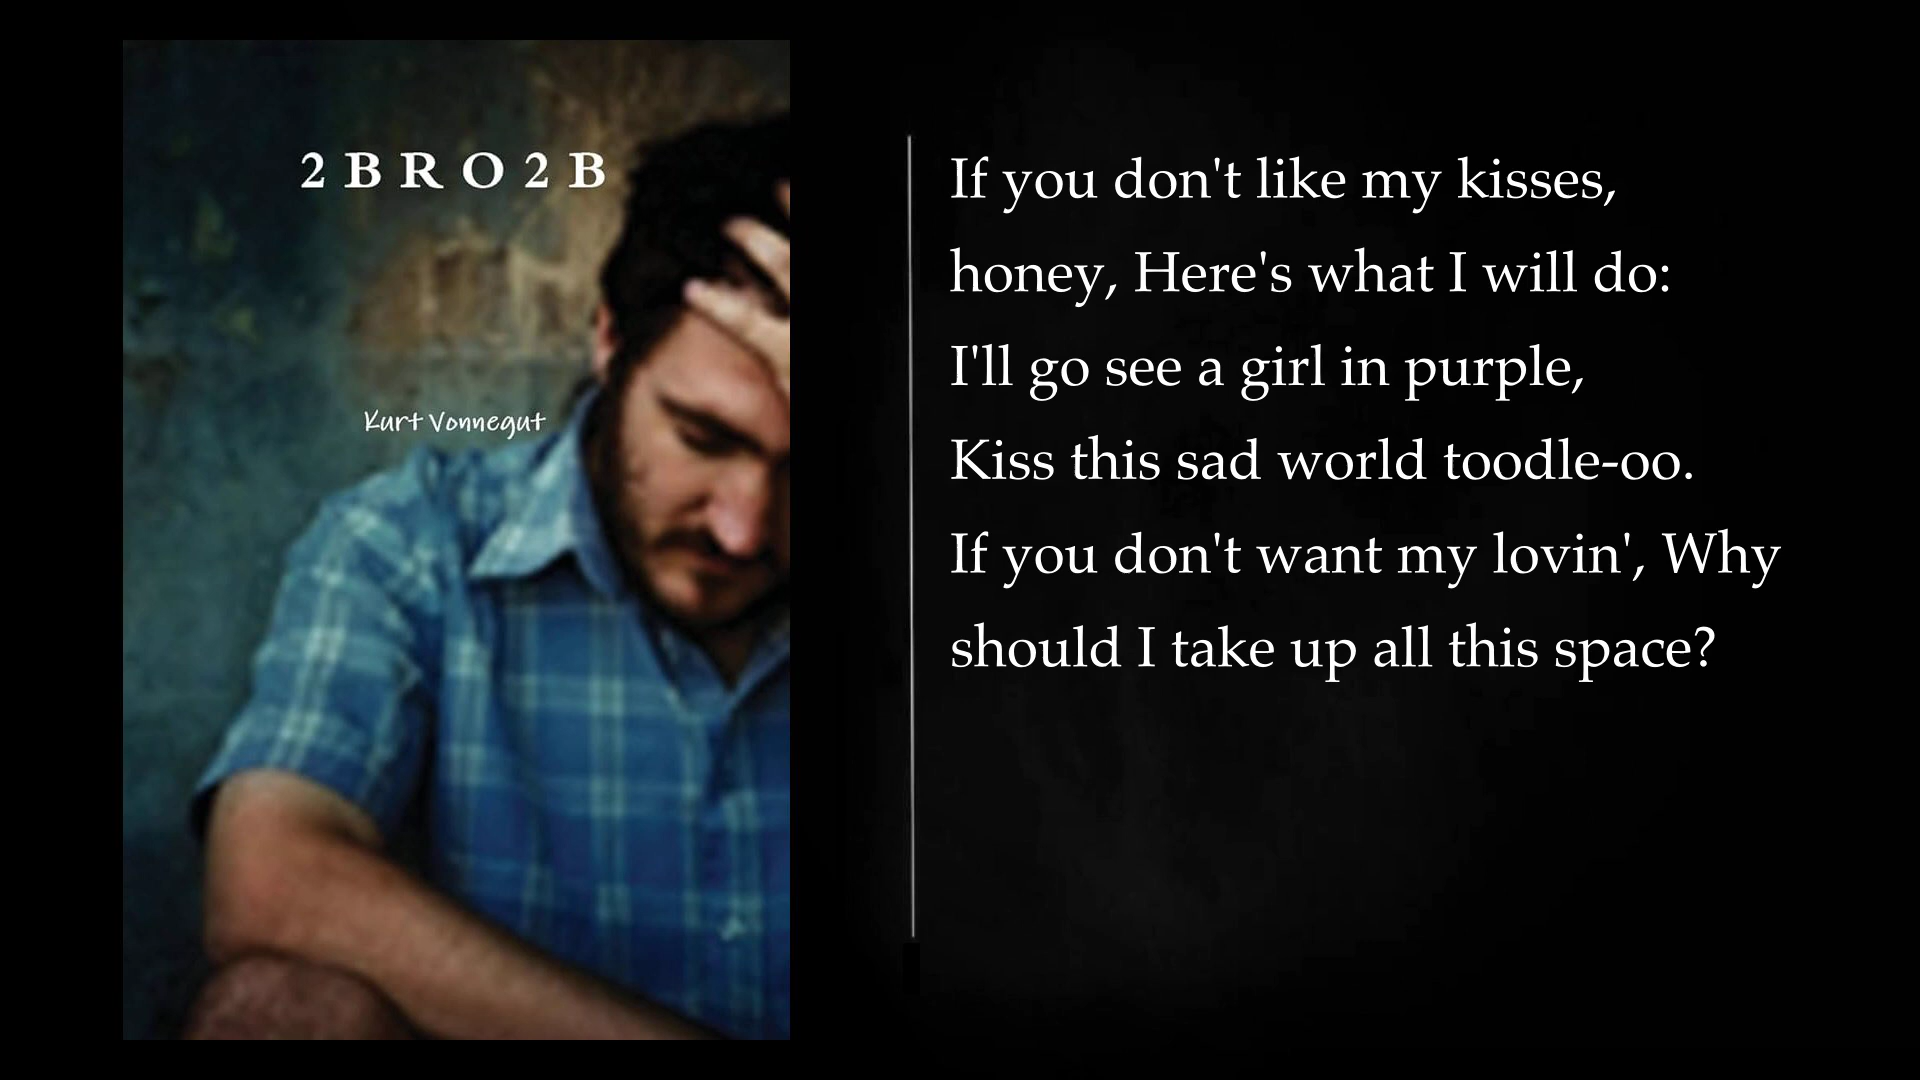 2 B R O 2 B
Kurt Vonnegut
If you don't like my kisses,
honey, Here's what I will do:
I'll go see a girl in purple,
Kiss this sad world toodle-oo.
If you don't want my lovin', Why
should I take up all this space?